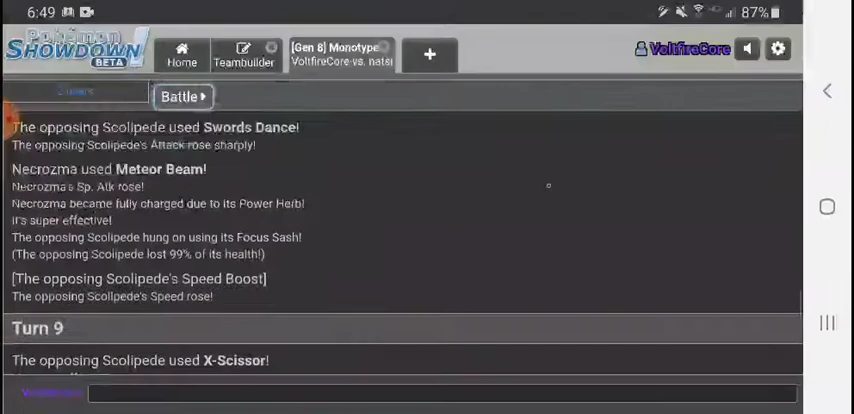 6:49
87%
Pokémon
SHOWDOWN!
BETA
Home
Teambuilder
[Gen 8] Monotype
VoltfireCore vs. natsı
+
VoltfireCore
Battle
The opposing Scolipede used Swords Dance!
The opposing Scolipede's Attack rose sharply!
Necrozma used Meteor Beam!
Necrozma's Sp. Atk rose!
Necrozma became fully charged due to its Power Herb!
It's super effective!
The opposing Scolipede hung on using its Focus Sash!
(The opposing Scolipede lost 99% of its health!)
[The opposing Scolipede's Speed Boost]
The opposing Scolipede's Speed rose!
Turn 9
The opposing Scolipede used X-Scissor!